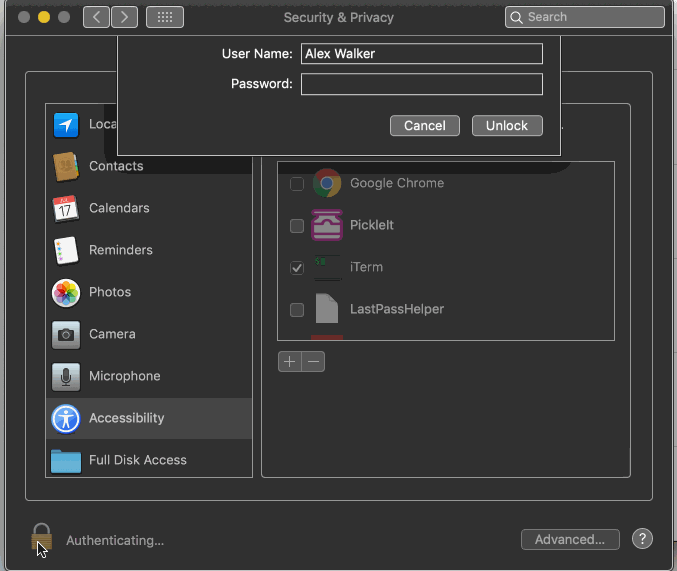 Security & Privacy
Search
User Name: Alex Walker
Password:
Cancel
Unlock
Loca
Contacts
Calendars
JUL
17
Reminders
Photos
Camera
Microphone
Accessibility
Full Disk Access
Google Chrome
PickleIt
iTerm
LastPassHelper
+
−
Authenticating...
Advanced...
?